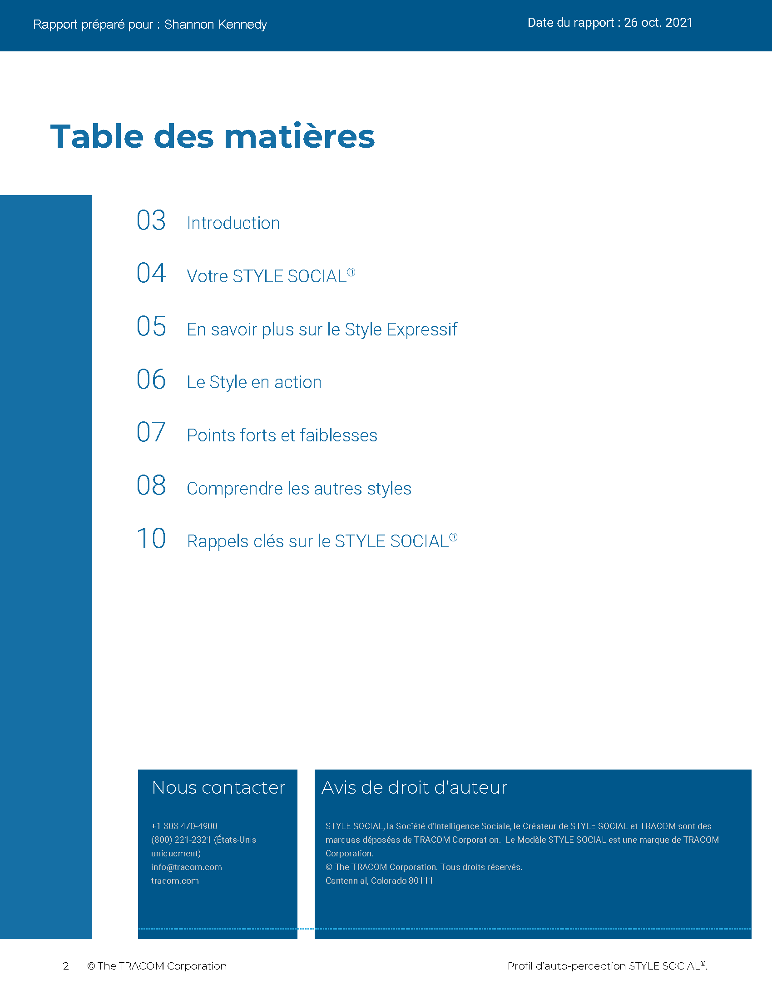 Rapport préparé pour : Shannon Kennedy
Date du rapport : 26 oct. 2021
Table des matières
03 Introduction
04 Votre STYLE SOCIAL®
05 En savoir plus sur le Style Expressif
06 Le Style en action
07 Points forts et faiblesses
08 Comprendre les autres styles
10 Rappels clés sur le STYLE SOCIAL®
Nous contacter
+1 303 470-4900
(800) 221-2321 (États-Unis
uniquement)
info@tracom.com
tracom.com
Avis de droit d’auteur
STYLE SOCIAL, la Société d'Intelligence Sociale, le Créateur de STYLE SOCIAL et TRACOM sont des
marques déposées de TRACOM Corporation.  Le Modèle STYLE SOCIAL est une marque de TRACOM
Corporation.
© The TRACOM Corporation. Tous droits réservés.
Centennial, Colorado 80111
2 © The TRACOM Corporation
Profil d’auto-perception STYLE SOCIAL®.